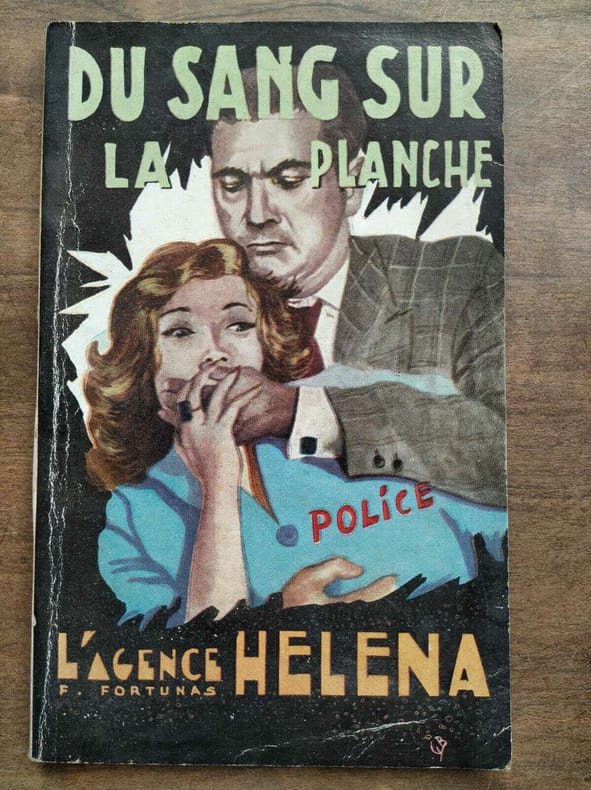 DU SANG SUR
LA PLANCHE
POLiCE
L'AGENCE HELENA
F. FORTUNAS